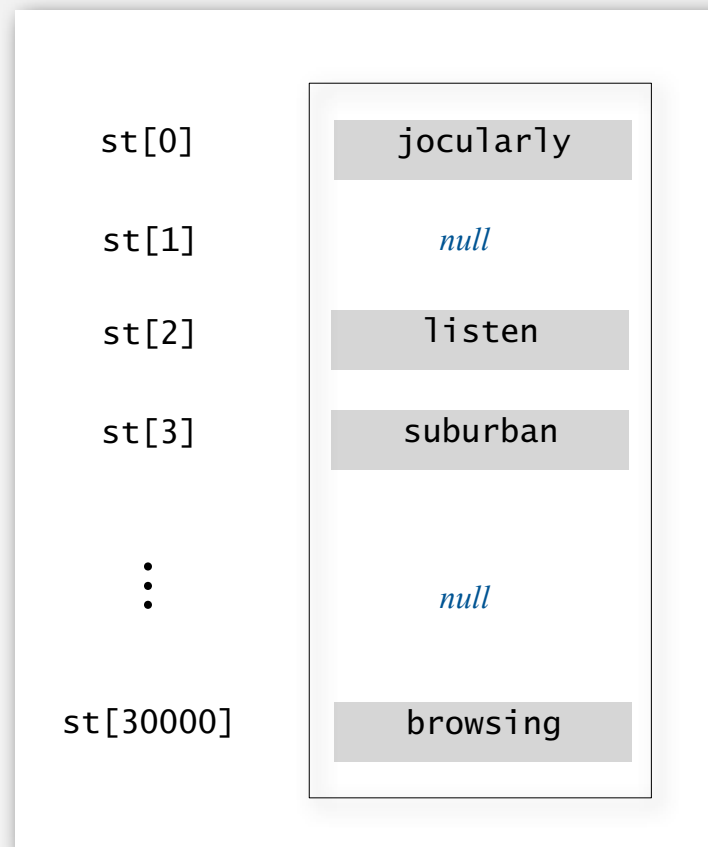 st[0] jocularly
st[1] null
st[2] listen
st[3] suburban
⋮ null
st[30000] browsing